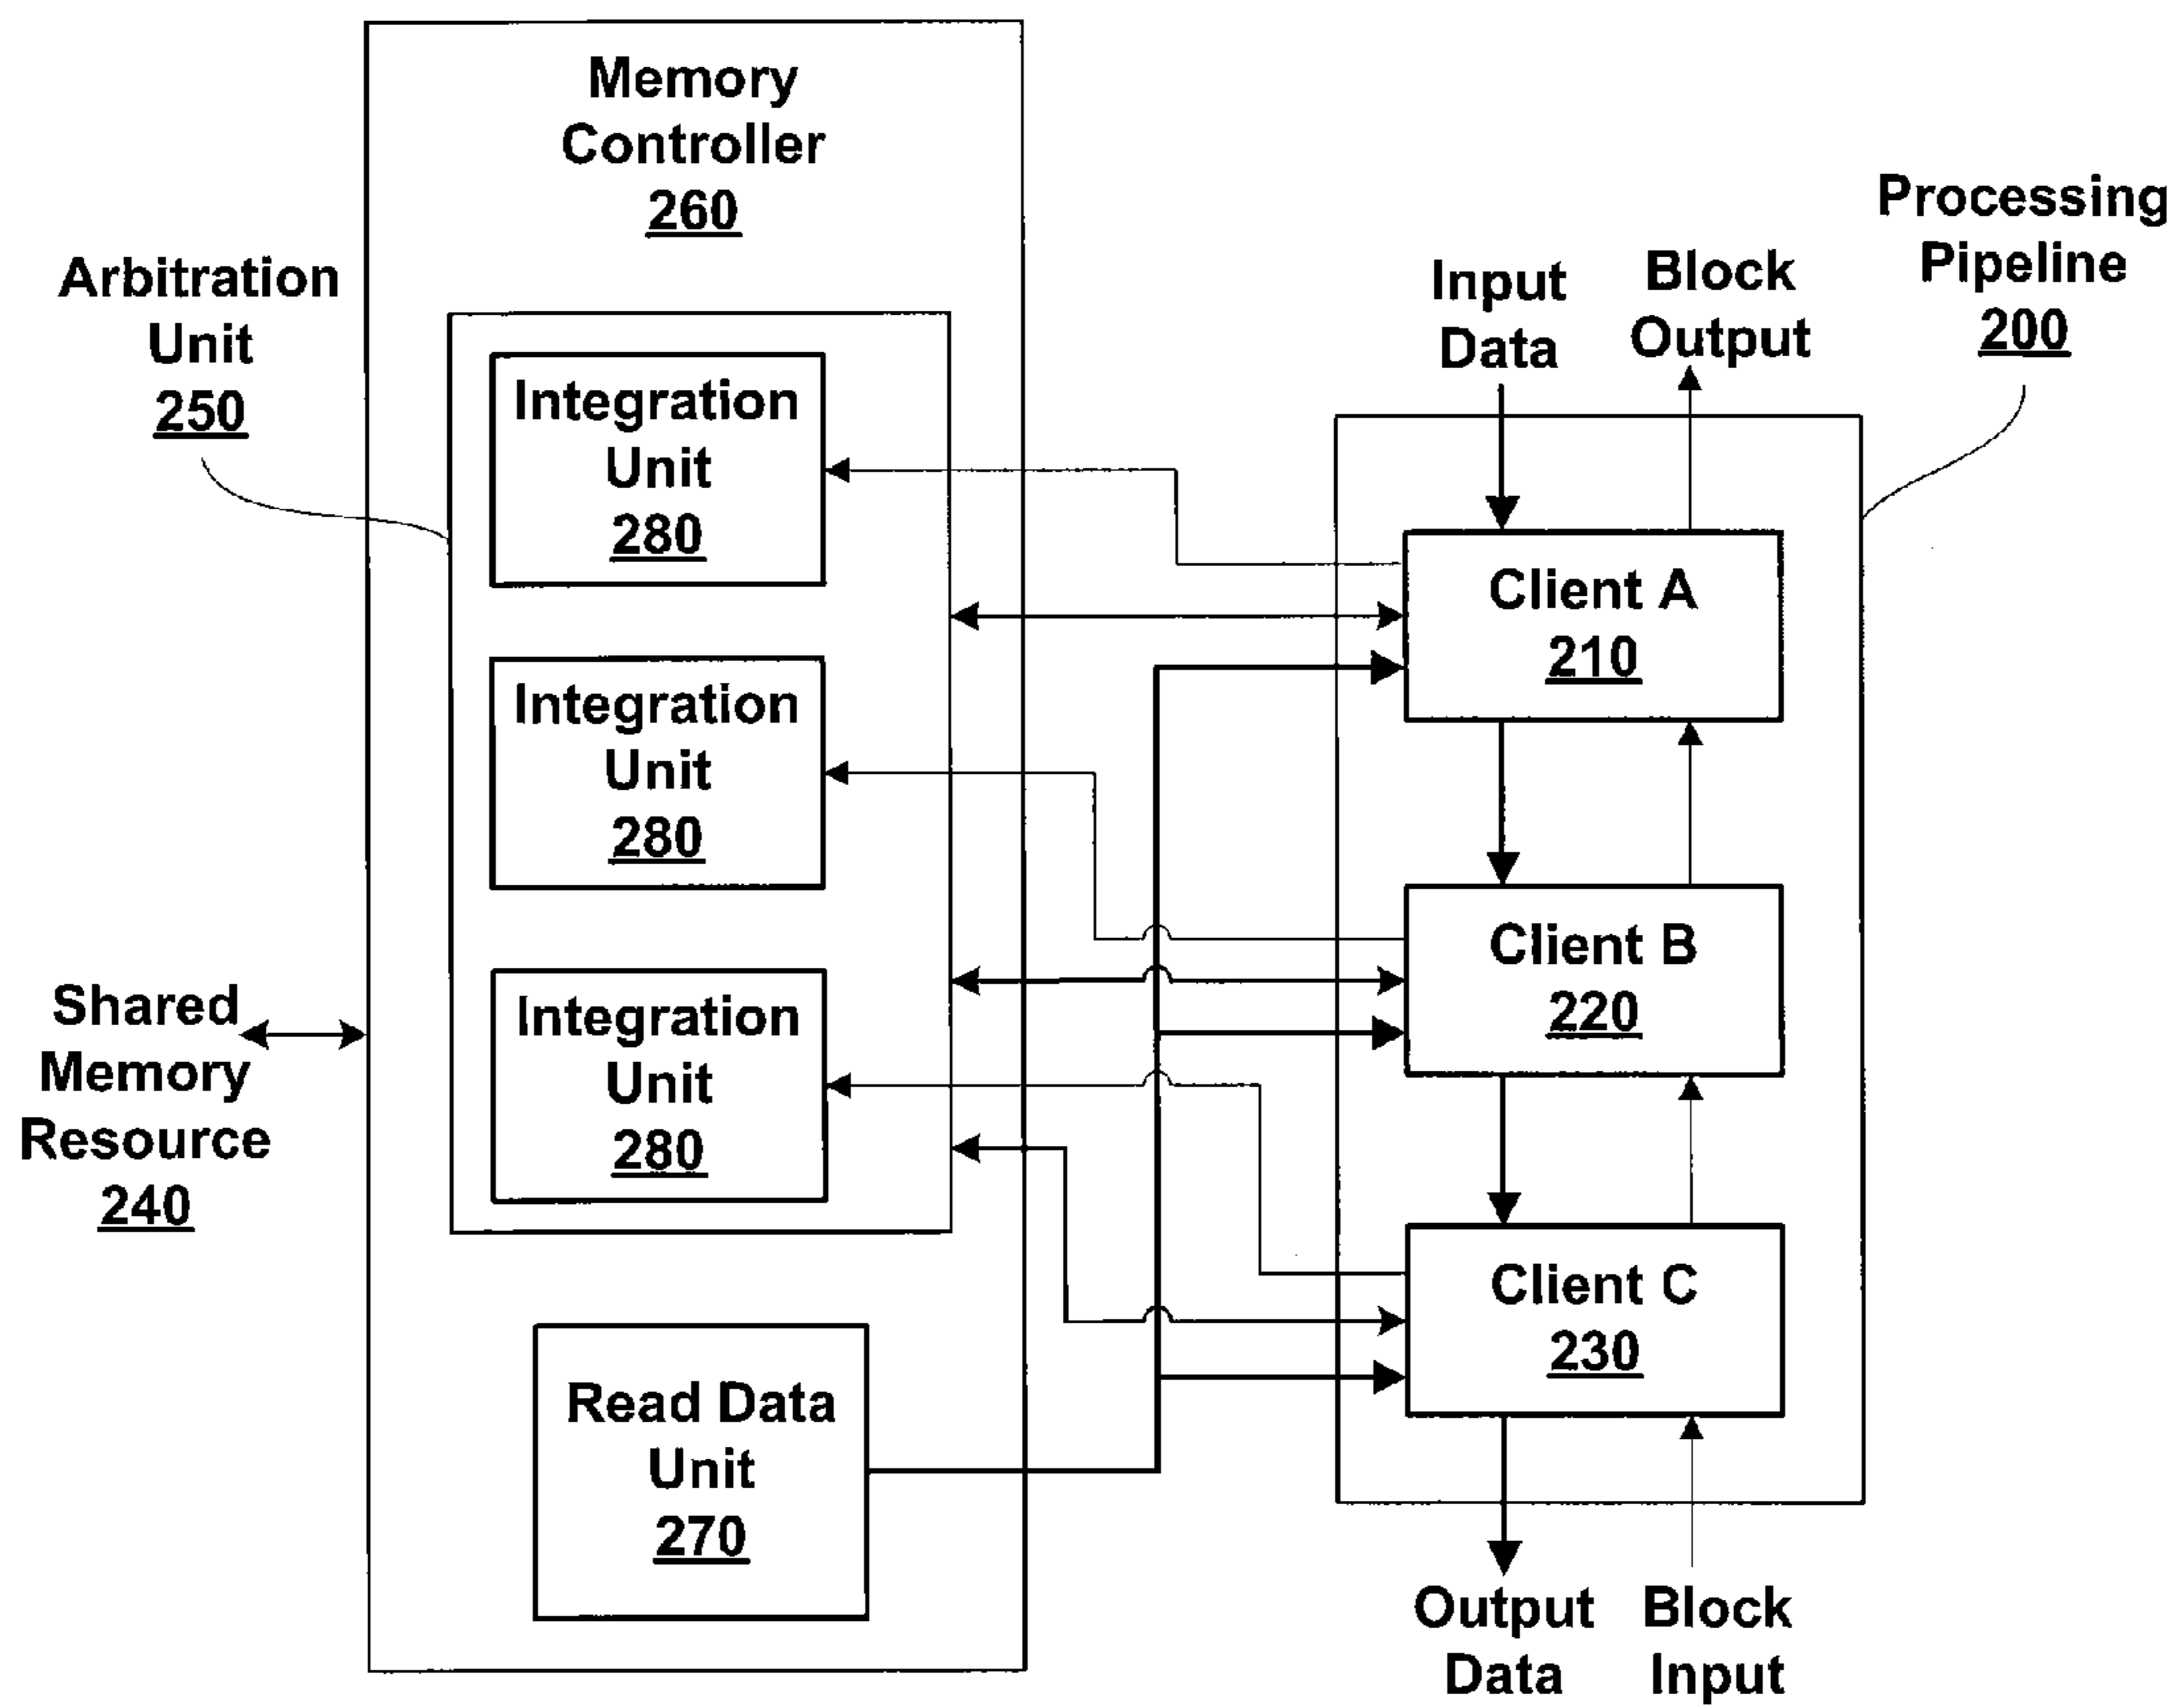 Memory
Controller
260
Arbitration
Unit
250
Integration
Unit
280
Integration
Unit
280
Integration
Unit
280
Shared
Memory
Resource
240
Read Data
Unit
270
Processing
Pipeline
200
Input
Data
Block
Output
Client A
210
Client B
220
Client C
230
Output
Data
Block
Input